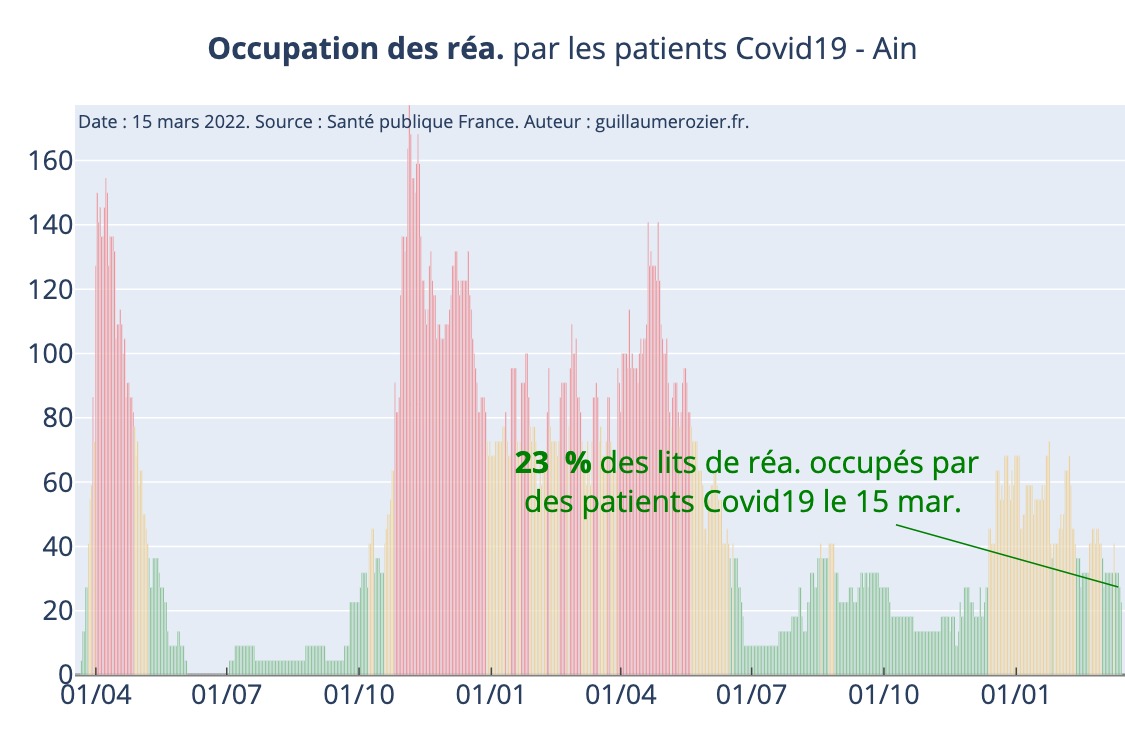 Occupation des réa. par les patients Covid19 - Ain
Date : 15 mars 2022. Source : Santé publique France. Auteur : guillaumerozier.fr.
160
140
120
100
80
60
40
20
0
23 % des lits de réa. occupés par
des patients Covid19 le 15 mar.
01/04 01/07 01/10 01/01 01/04 01/07 01/10 01/01